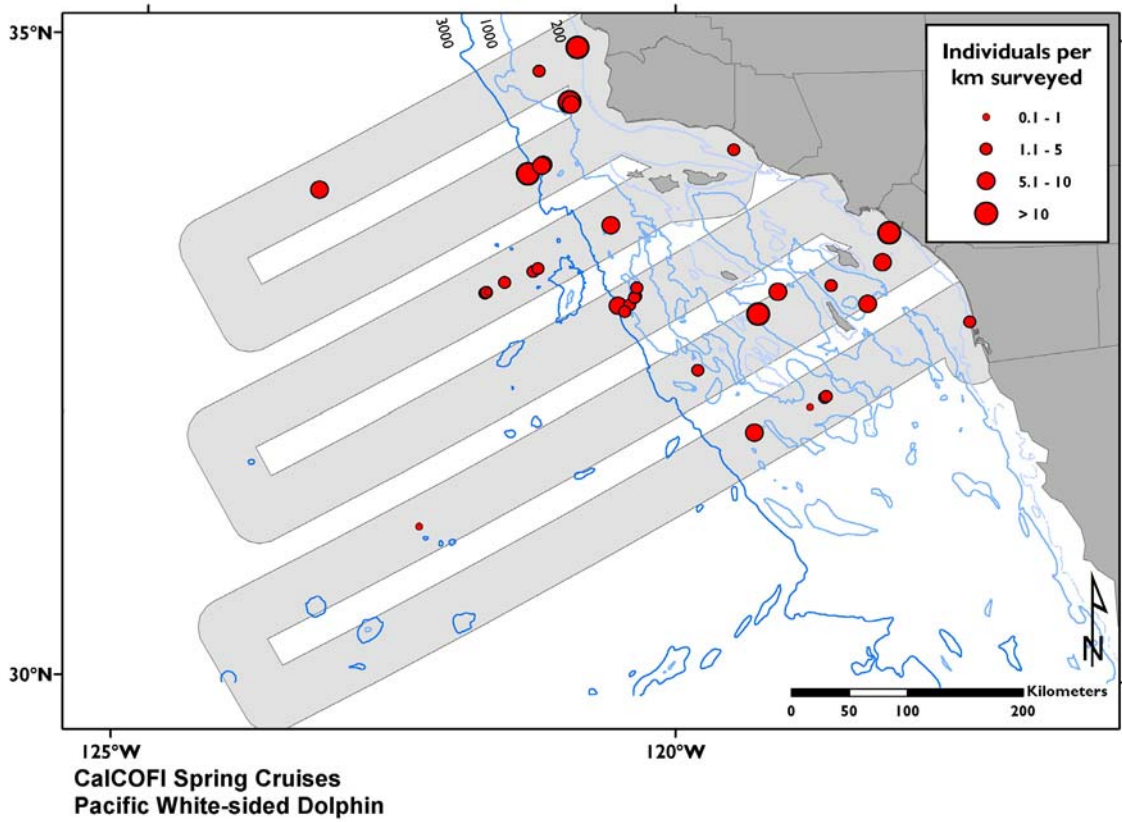 35°N
3000
1000
200
Individuals per
km surveyed
0.1 - 1
1.1 - 5
5.1 - 10
> 10
30°N
N
Kilometers
0 50 100 200
125°W
120°W
CalCOFI Spring Cruises
Pacific White-sided Dolphin